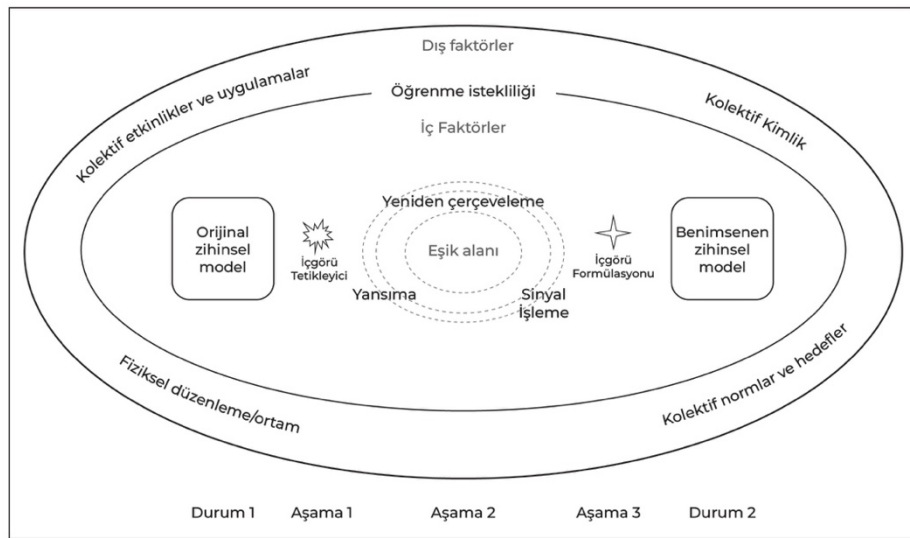 Dış faktörler
Kolektif etkinlikler ve uygulamalar
Öğrenme istekliliği
Kolektif Kimlik
İç Faktörler
Orijinal
zihinsel
model
İçgörü
Tetikleyici
Yeniden çerçeveleme
Eşik alanı
Yansıma
Sinyal
İşleme
İçgörü
Formülasyonu
Benimsenen
zihinsel
model
Fiziksel düzenleme/ortam
Kolektif normlar ve hedefler
Durum 1
Aşama 1
Aşama 2
Aşama 3
Durum 2